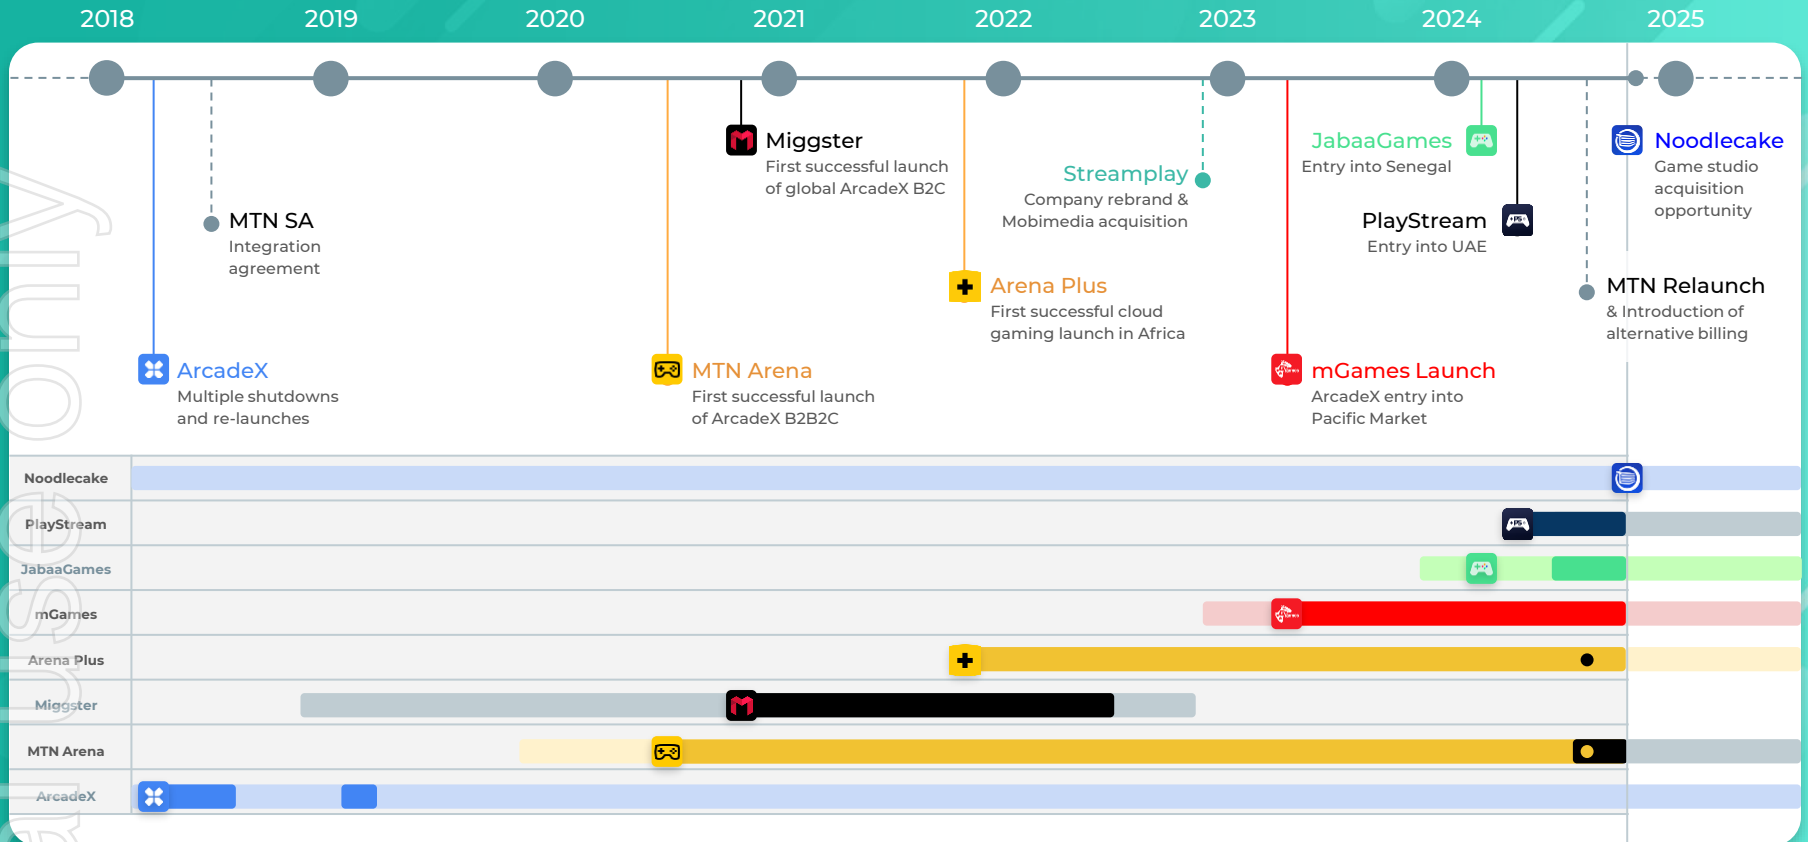 2018 2019 2020 2021 2022 2023 2024 2025
Miggster
First successful launch
of global ArcadeX B2C
JabaaGames
Entry into Senegal
Noodlecake
Game studio
acquisition
opportunity
Streamplay
Company rebrand &
Mobimedia acquisition
MTN SA
Integration
agreement
PlayStream
Entry into UAE
Arena Plus
First successful cloud
gaming launch in Africa
MTN Relaunch
& Introduction of
alternative billing
ArcadeX
Multiple shutdowns
and re-launches
MTN Arena
First successful launch
of ArcadeX B2B2C
mGames Launch
ArcadeX entry into
Pacific Market
Noodlecake
PlayStream
JabaaGames
mGames
Arena Plus
Miggster
MTN Arena
ArcadeX
use only